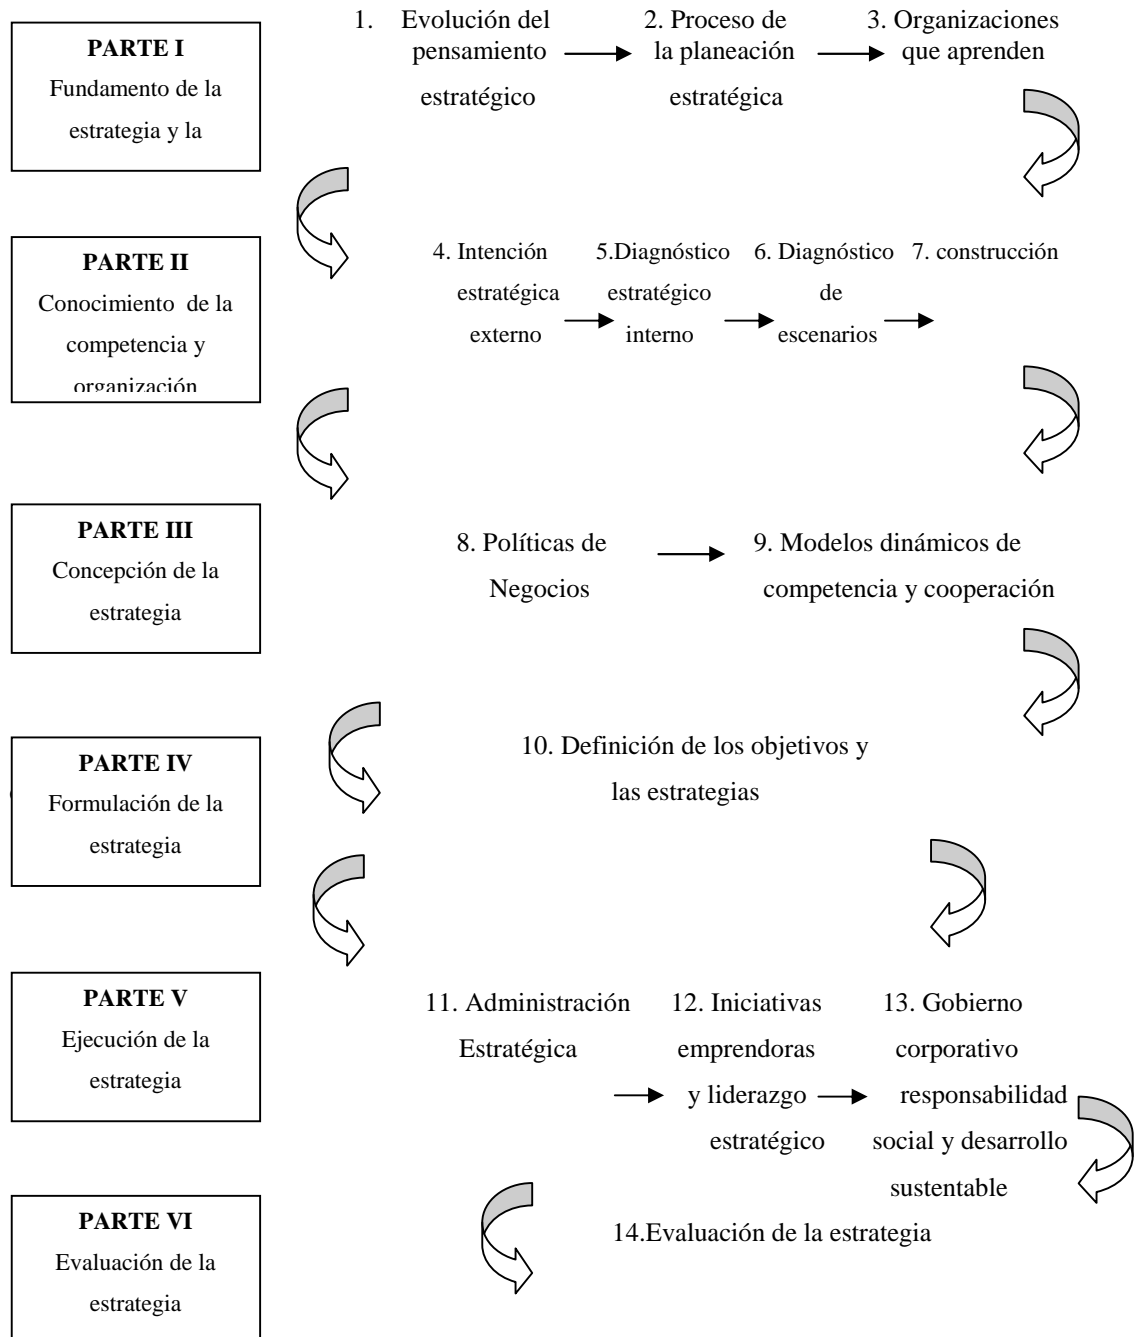 PARTE I
Fundamento de la
estrategia y la
1. Evolución del
pensamiento
estratégico
2. Proceso de
la planeación
estratégica
3. Organizaciones
que aprenden
PARTE II
Conocimiento de la
competencia y
organización
4. Intención
estratégica
externo
5.Diagnóstico
estratégico
interno
6. Diagnóstico
de
escenarios
7. construcción
PARTE III
Concepción de la
estrategia
8. Políticas de
Negocios
9. Modelos dinámicos de
competencia y cooperación
PARTE IV
Formulación de la
estrategia
10. Definición de los objetivos y
las estrategias
PARTE V
Ejecución de la
estrategia
11. Administración
Estratégica
12. Iniciativas
emprendoras
y liderazgo
estratégico
13. Gobierno
corporativo
responsabilidad
social y desarrollo
sustentable
PARTE VI
Evaluación de la
estrategia
14.Evaluación de la estrategia